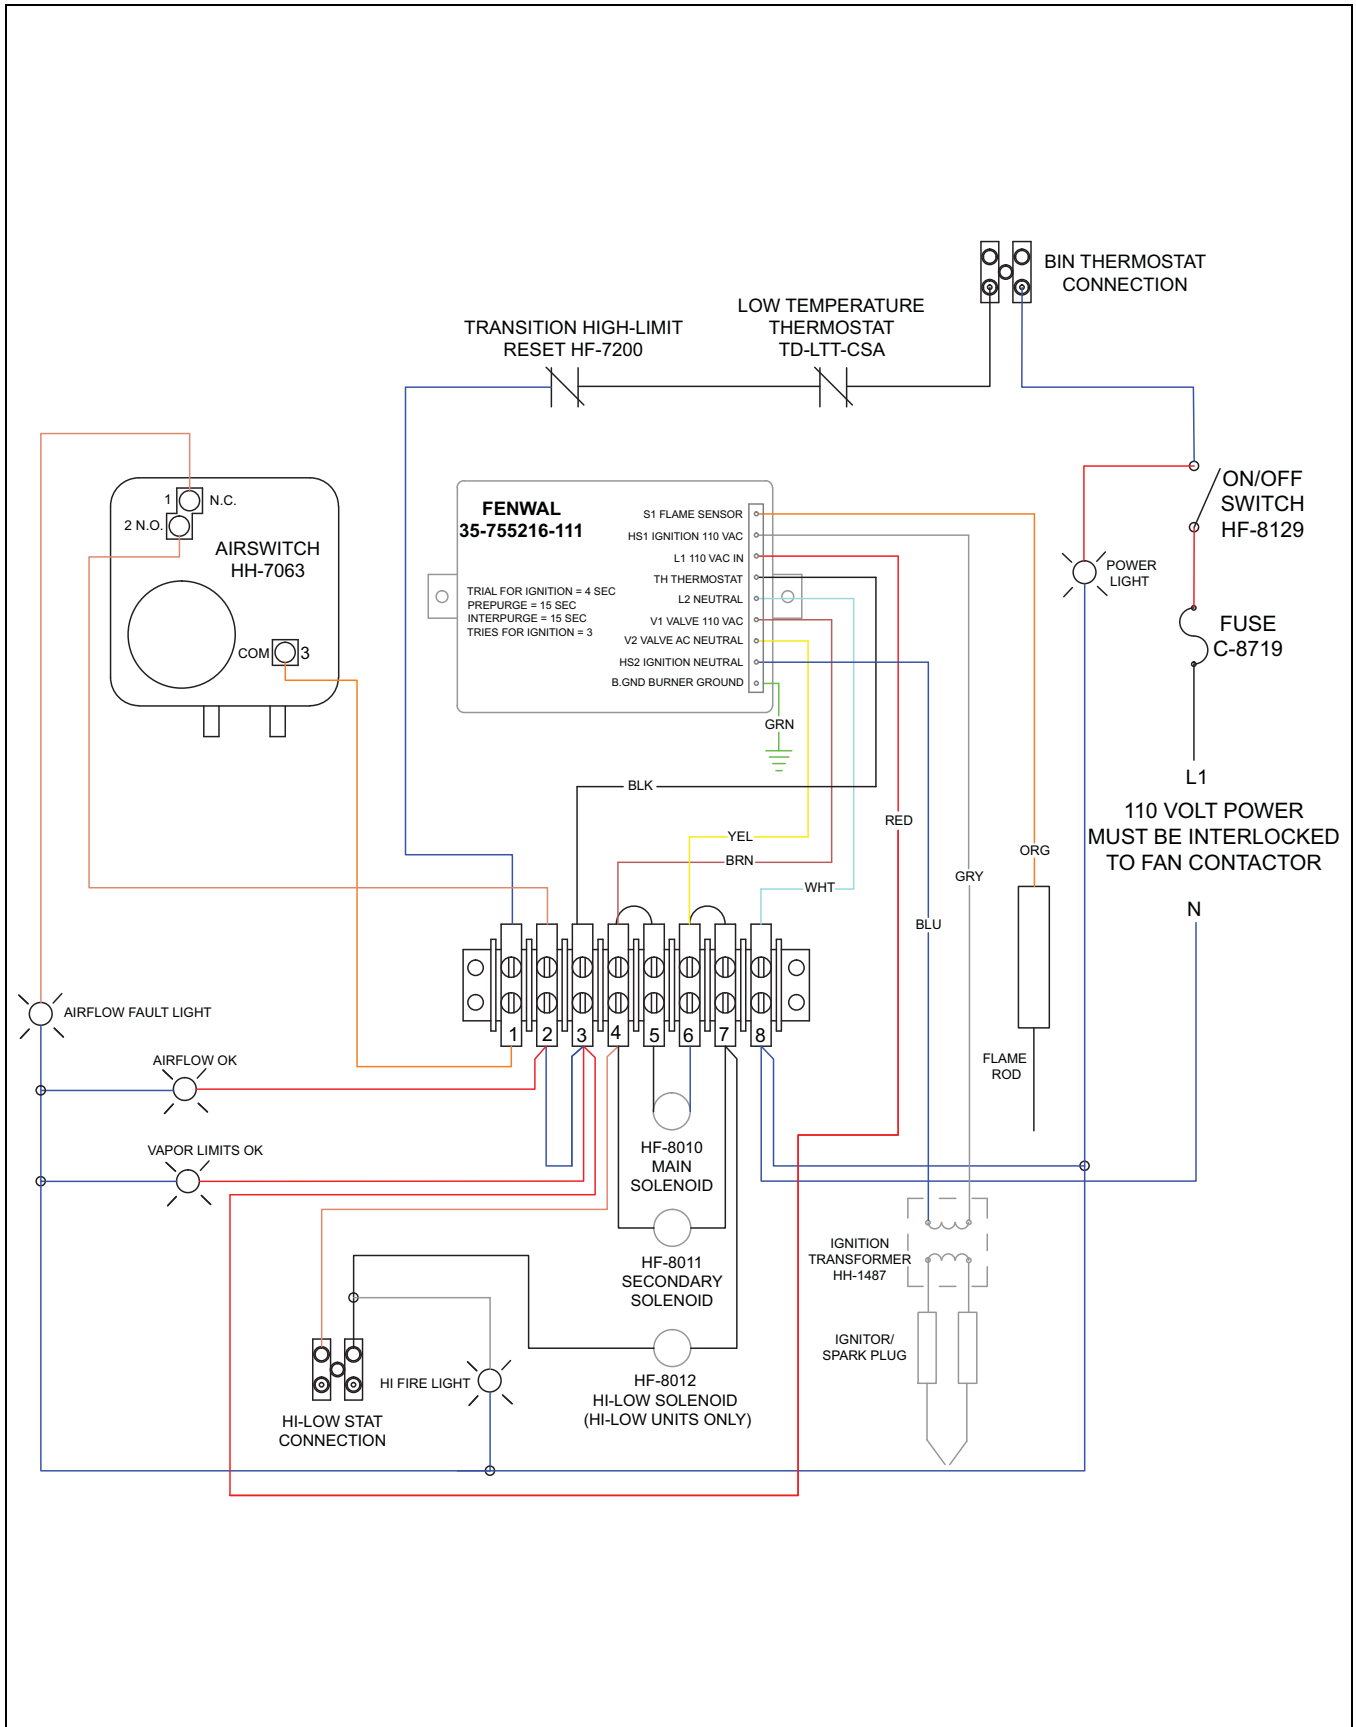 BIN THERMOSTAT
CONNECTION
LOW TEMPERATURE
THERMOSTAT
TD-LTT-CSA
TRANSITION HIGH-LIMIT
RESET HF-7200
ON/OFF
SWITCH
HF-8129
POWER
LIGHT
FUSE
C-8719
L1
110 VOLT POWER
MUST BE INTERLOCKED
TO FAN CONTACTOR
N
1
N.C.
2 N.O.
AIRSWITCH
HH-7063
COM
3
FENWAL
35-755216-111
TRIAL FOR IGNITION = 4 SEC
PREPURGE = 15 SEC
INTERPURGE = 15 SEC
TRIES FOR IGNITION = 3
S1 FLAME SENSOR
HS1 IGNITION 110 VAC
L1 110 VAC IN
TH THERMOSTAT
L2 NEUTRAL
V1 VALVE 110 VAC
V2 VALVE AC NEUTRAL
HS2 IGNITION NEUTRAL
B.GND BURNER GROUND
GRN
BLK
YEL
BRN
WHT
RED
GRY
BLU
ORG
FLAME
ROD
1
2
3
4
5
6
7
8
AIRFLOW FAULT LIGHT
AIRFLOW OK
VAPOR LIMITS OK
HF-8010
MAIN
SOLENOID
HF-8011
SECONDARY
SOLENOID
HF-8012
HI-LOW SOLENOID
(HI-LOW UNITS ONLY)
HI FIRE LIGHT
HI-LOW STAT
CONNECTION
IGNITION
TRANSFORMER
HH-1487
IGNITOR/
SPARK PLUG